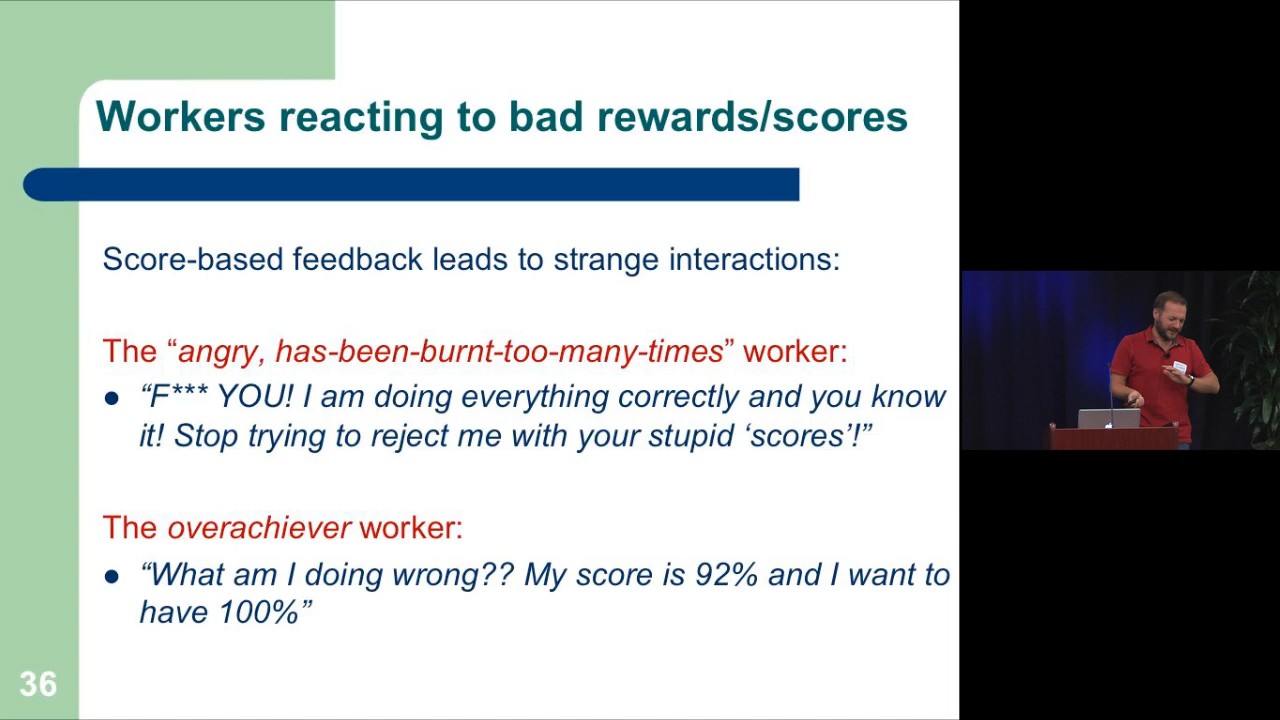 Workers reacting to bad rewards/scores
Score-based feedback leads to strange interactions:
The “angry, has-been-burnt-too-many-times” worker:
● “F*** YOU! I am doing everything correctly and you know
it! Stop trying to reject me with your stupid ‘scores’!”
The overachiever worker:
● “What am I doing wrong?? My score is 92% and I want to
have 100%”
36